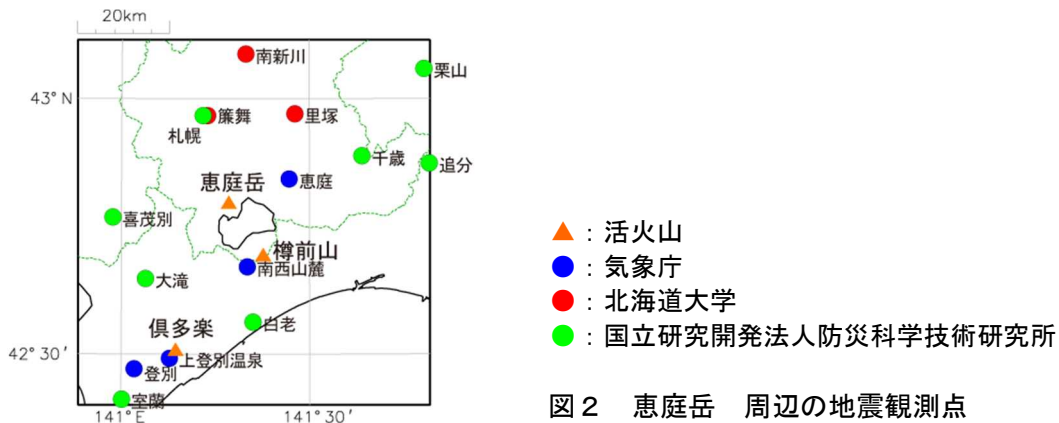 20km
南新川
栗山
43°N
簾舞
里塚
札幌
千歳
追分
恵庭
恵庭岳
喜茂別
樽前山
南西山麓
大滝
白老
倶多楽
42°30′
上登別温泉
登別
室蘭
141°E
141°30′
▲：活火山
●：気象庁
●：北海道大学
●：国立研究開発法人防災科学技術研究所
図２　恵庭岳　周辺の地震観測点